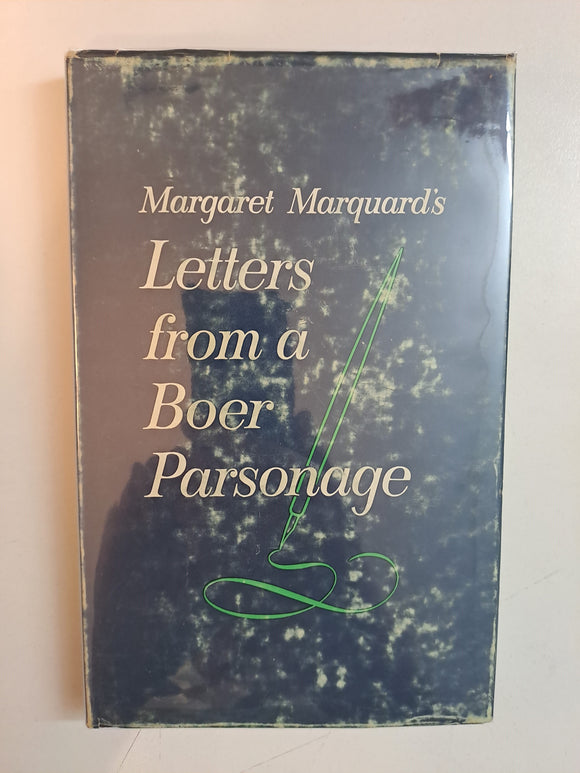 Margaret Marquard's
Letters
from a
Boer
Parsonage